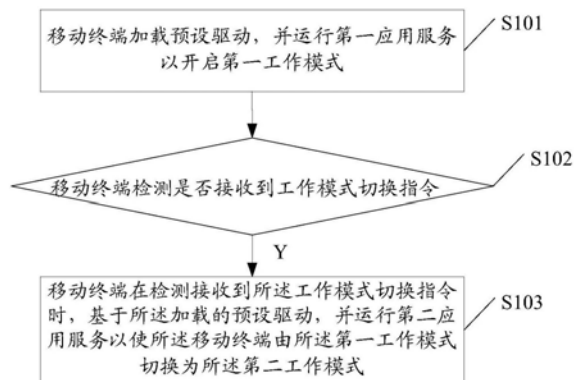 移动终端加载预设驱动，并运行第一应用服务
以开启第一工作模式
S101
移动终端检测是否接收到工作模式切换指令
S102
Y
移动终端在检测接收到所述工作模式切换指令
时，基于所述加载的预设驱动，并运行第二应
用服务以使所述移动终端由所述第一工作模式
切换为所述第二工作模式
S103